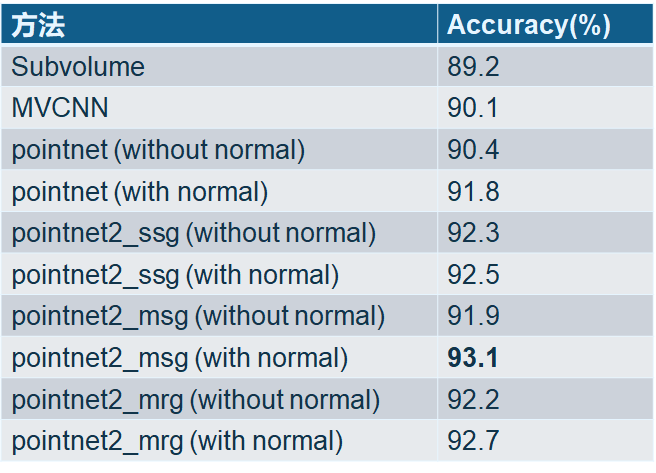 方法 Accuracy(%)
Subvolume 89.2
MVCNN 90.1
pointnet (without normal) 90.4
pointnet (with normal) 91.8
pointnet2_ssg (without normal) 92.3
pointnet2_ssg (with normal) 92.5
pointnet2_msg (without normal) 91.9
pointnet2_msg (with normal) 93.1
pointnet2_mrg (without normal) 92.2
pointnet2_mrg (with normal) 92.7